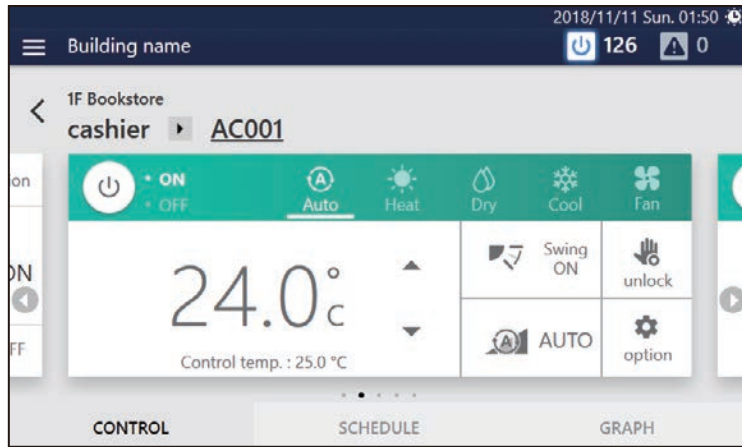 2018/11/11 Sun. 01:50
Building name
126
0
1F Bookstore
cashier AC001
ON
OFF
Auto
Heat
Dry
Cool
Fan
24.0°C
Control temp. : 25.0 °C
Swing
ON
unlock
A AUTO
option
on
ON
FF
CONTROL
SCHEDULE
GRAPH